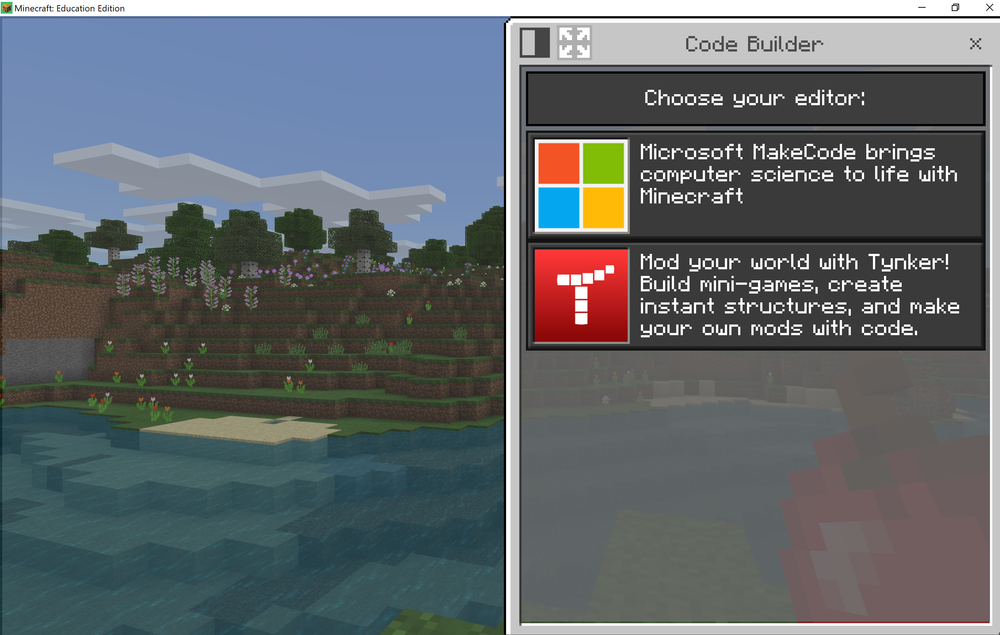 Minecraft: Education Edition
Code Builder
Choose your editor:
Microsoft MakeCode brings
computer science to life with
Minecraft
Mod your world with Tynker!
Build mini-games, create
instant structures, and make
your own mods with code.